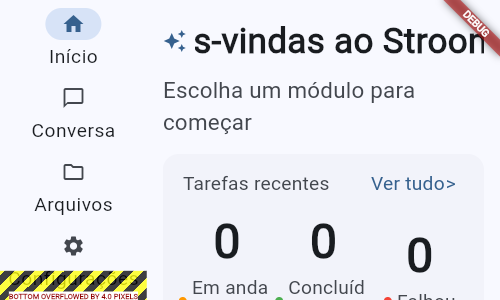 Início
Conversa
Arquivos
Configurações
BOTTOM OVERFLOWED BY 4.0 PIXELS
DEBUG
s-vindas ao Stroon
Escolha um módulo para
começar
Tarefas recentes
Ver tudo>
0
0
0
Em anda
Concluíd
Falhou